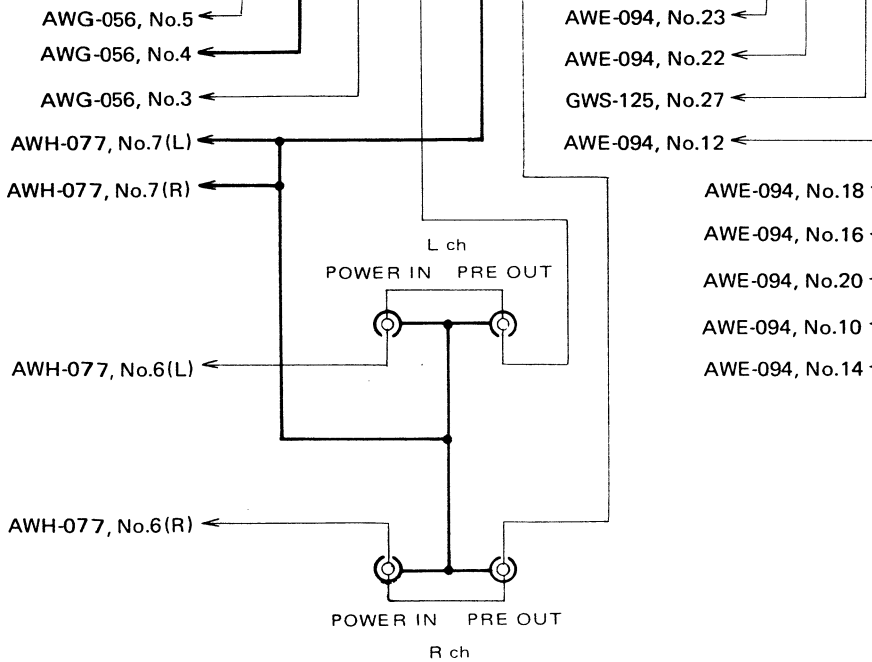 AWG-056, No.5
AWG-056, No.4
AWG-056, No.3
AWH-077, No.7(L)
AWH-077, No.7(R)
L ch
POWER IN PRE OUT
AWH-077, No.6(L)
AWH-077, No.6(R)
POWER IN PRE OUT
R ch
AWE-094, No.23
AWE-094, No.22
GWS-125, No.27
AWE-094, No.12
AWE-094, No.18
AWE-094, No.16
AWE-094, No.20
AWE-094, No.10
AWE-094, No.14